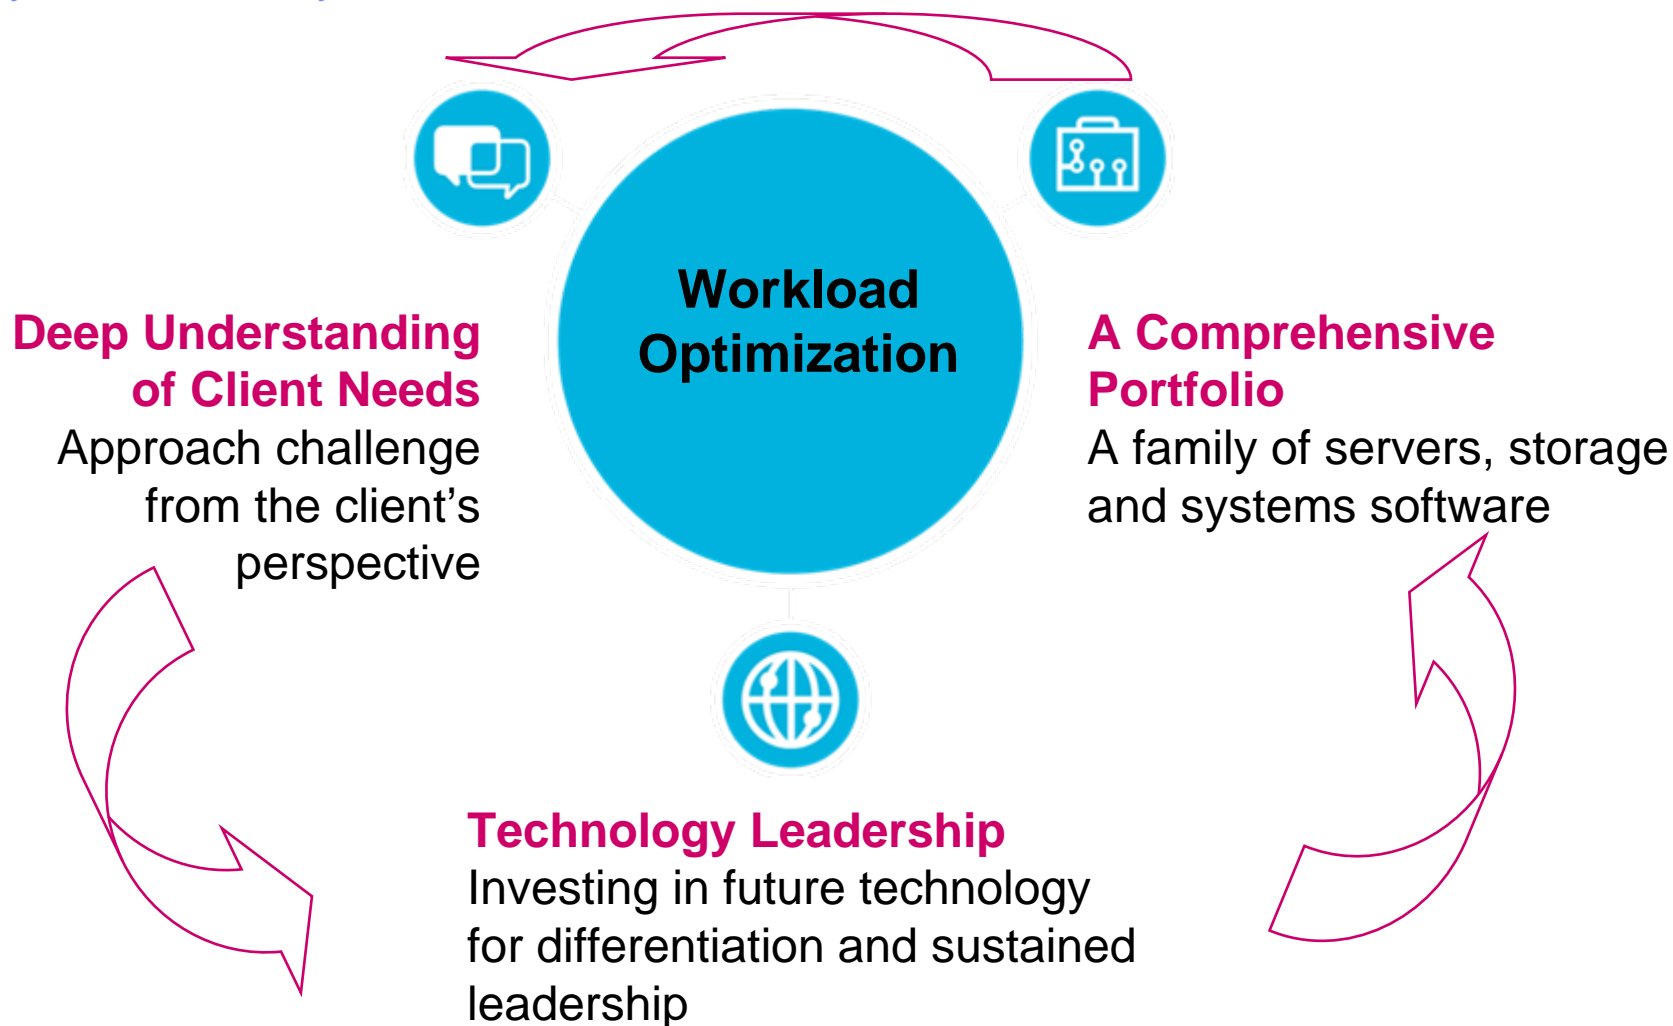 Workload
Optimization
Deep Understanding
of Client Needs
Approach challenge
from the client’s
perspective
A Comprehensive
Portfolio
A family of servers, storage
and systems software
Technology Leadership
Investing in future technology
for differentiation and sustained
leadership